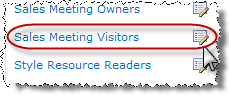 Sales Meeting Owners
Sales Meeting Visitors
Style Resource Readers